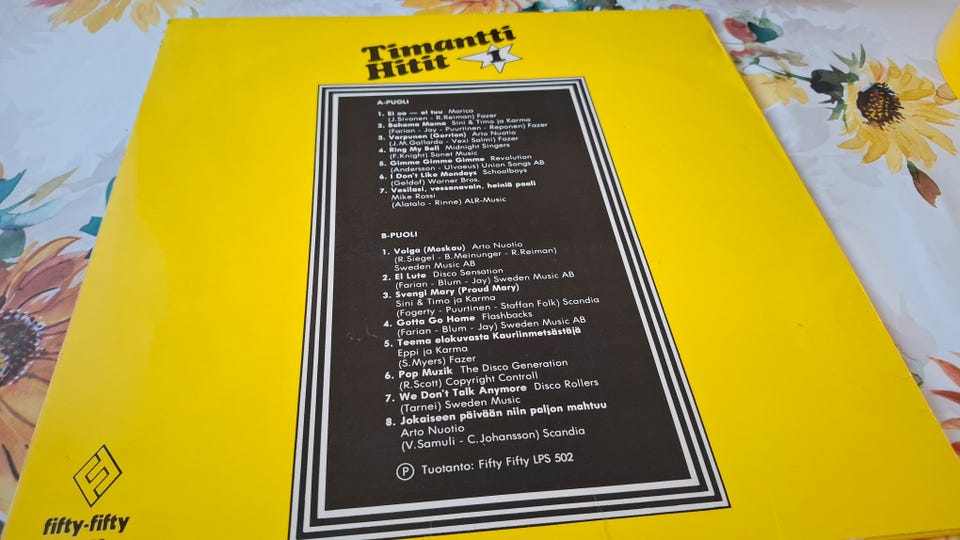 Timantti
Hitit 1
A-PUOLI
1. Ei oo — ei tuu Marica
(J.Sivonen - R.Reiman) Fazer
2. Bahama Mama Sini & Timo ja Karma
(Farian - Jay - Puurtinen - Reponen) Fazer
3. Varpunen (Gorrion) Arto Nuotio
(J.M.Gallardo - Vexi Salmi) Fazer
4. Ring My Bell Midnight Singers
(F.Knight) Sonet Music
5. Gimme Gimme Gimme Revolution
(Andersson - Ulvaeus) Union Songs AB
6. I Don't Like Mondays Schoolboys
(Geldof) Warner Bros.
7. Vesilasi, vessanovain, heiniä paali
Mike Rossi
(Alatalo - Rinne) ALR-Music
B-PUOLI
1. Volga (Moskau) Arto Nuotio
(R.Siegel - B.Meinunger - R.Reiman)
Sweden Music AB
2. El Lute Disco Sensation
(Farian - Blum - Jay) Sweden Music AB
3. Svengi Mary (Proud Mary)
Sini & Timo ja Karma
(Fogerty - Puurtinen - Staffan Folk) Scandia
4. Gotta Go Home Flashbacks
(Farian - Blum - Jay) Sweden Music AB
5. Teema elokuvasta Kauriinmetsästäjä
Eppi ja Karma
(S.Myers) Fazer
6. Pop Muzik The Disco Generation
(R.Scott) Copyright Controll
7. We Don't Talk Anymore Disco Rollers
(Tarnei) Sweden Music
8. Jokaiseen päivään niin paljon mahtuu
Arto Nuotio
(V.Samuli - C.Johansson) Scandia
Ⓟ Tuotanto: Fifty Fifty LPS 502
fifty-fifty